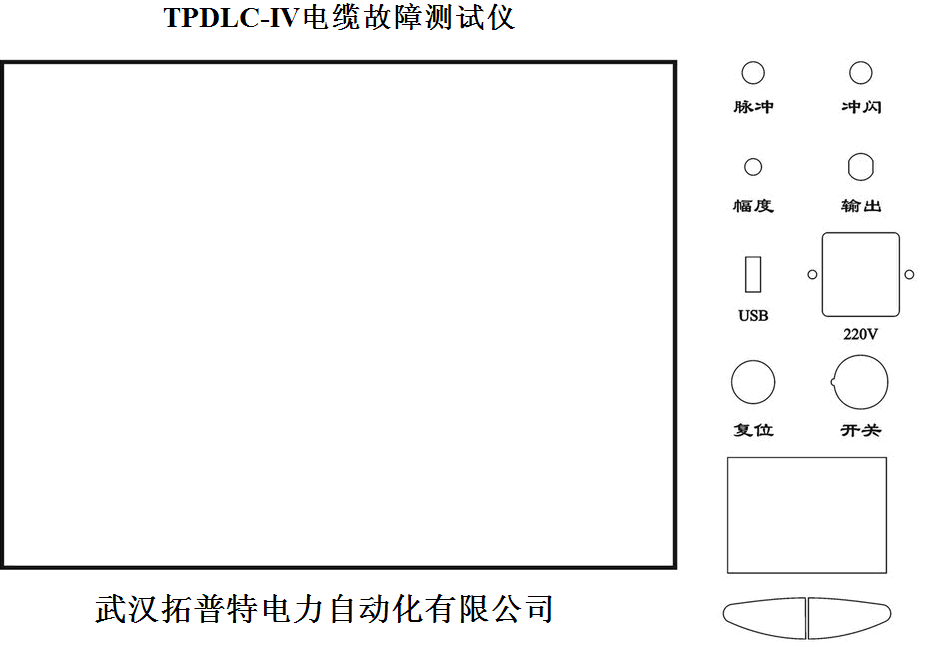 TPDLC-IV电缆故障测试仪
脉冲 冲闪
幅度 输出
USB
220V
复位 开关
武汉拓普特电力自动化有限公司